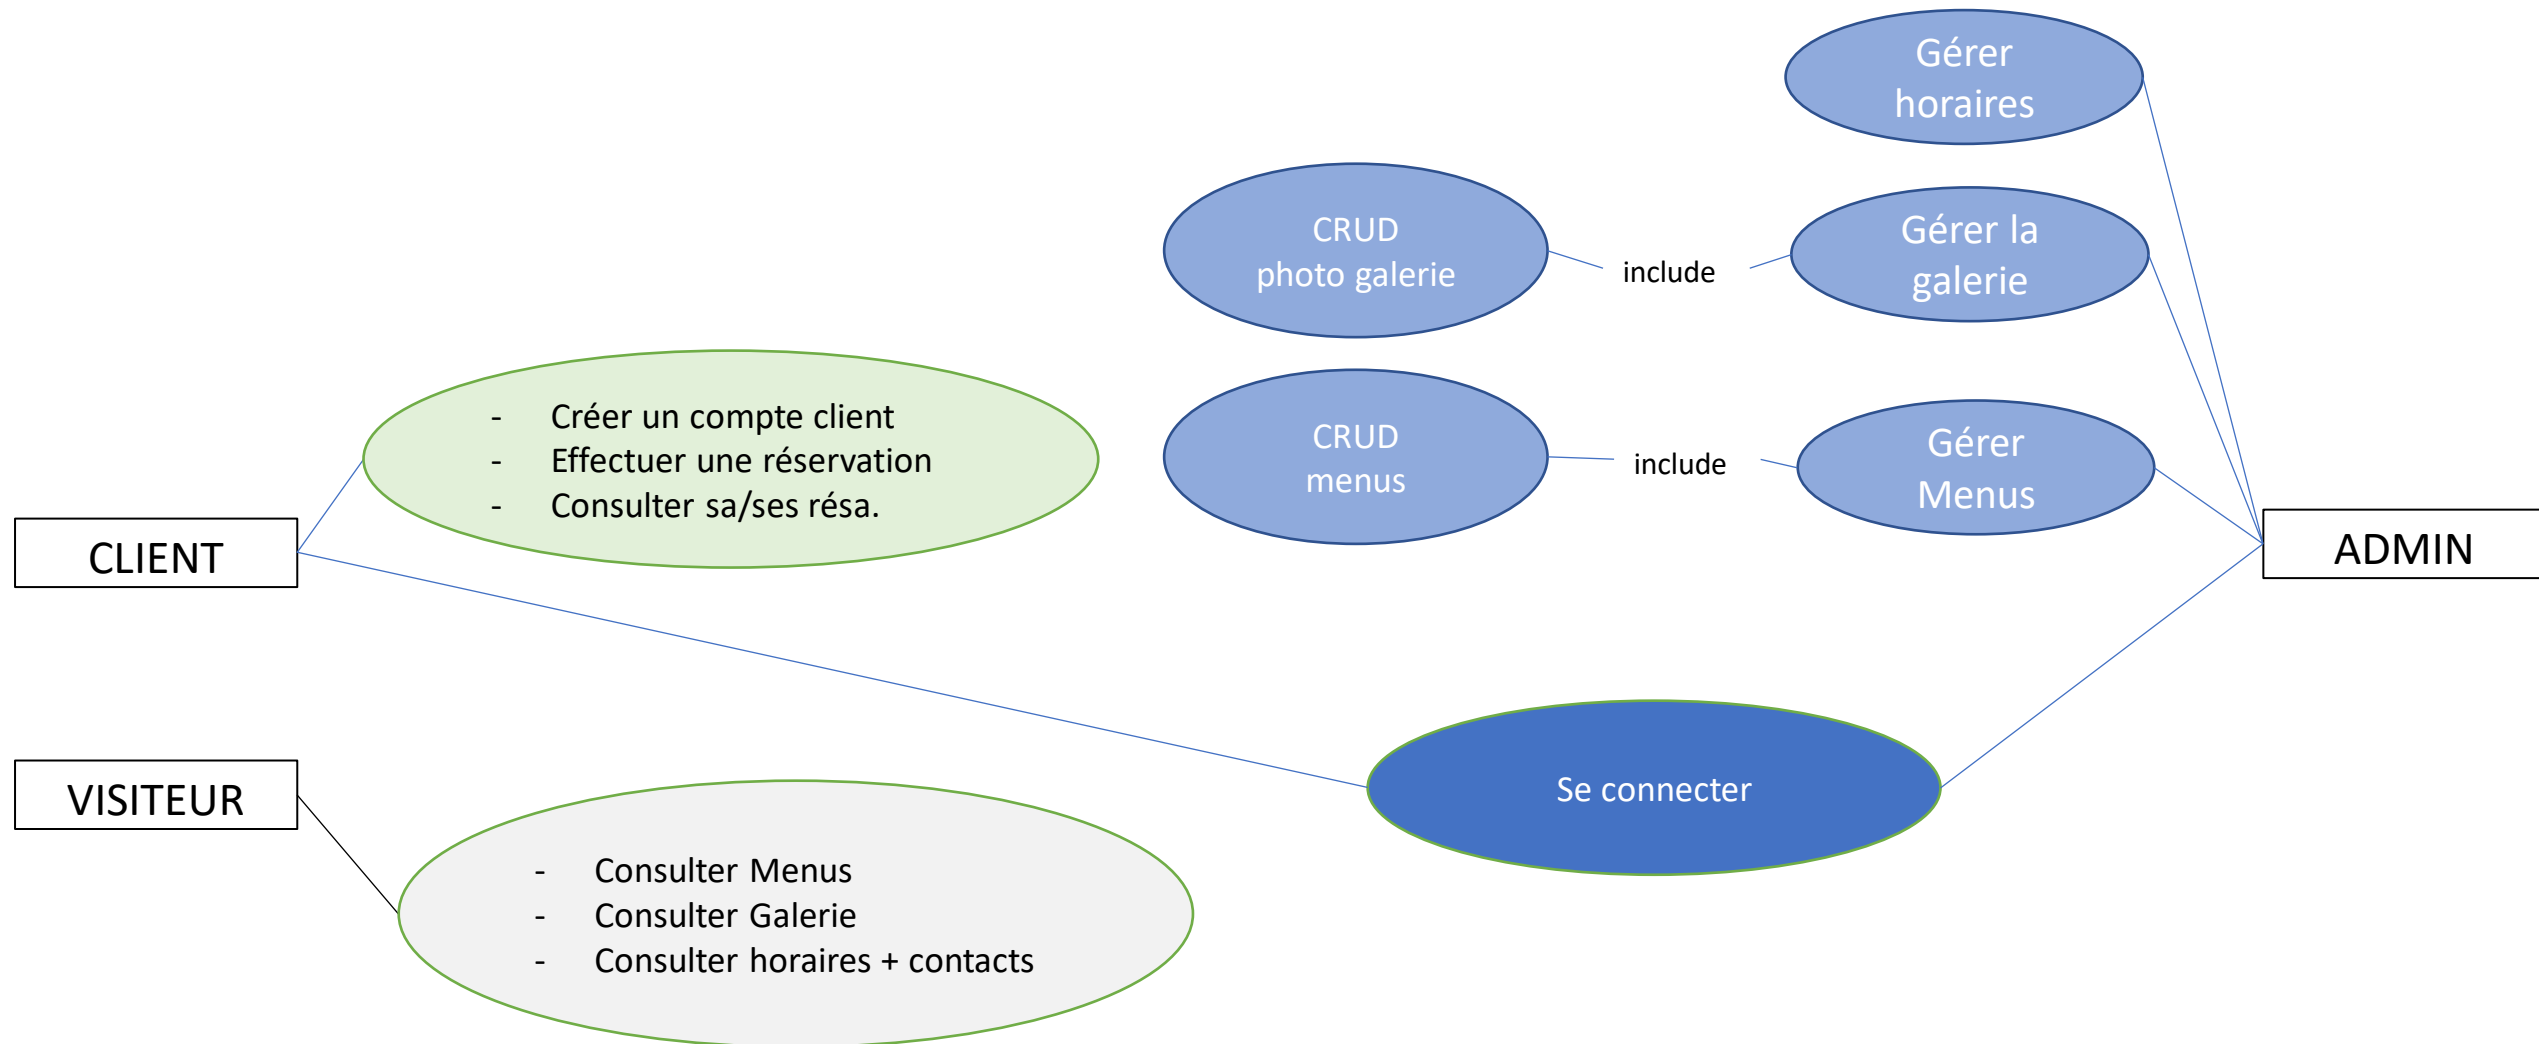 Gérer
horaires
CRUD
photo galerie
include
Gérer la
galerie
- Créer un compte client
- Effectuer une réservation
- Consulter sa/ses résa.
CRUD
menus
include
Gérer
Menus
CLIENT
ADMIN
VISITEUR
Se connecter
- Consulter Menus
- Consulter Galerie
- Consulter horaires + contacts